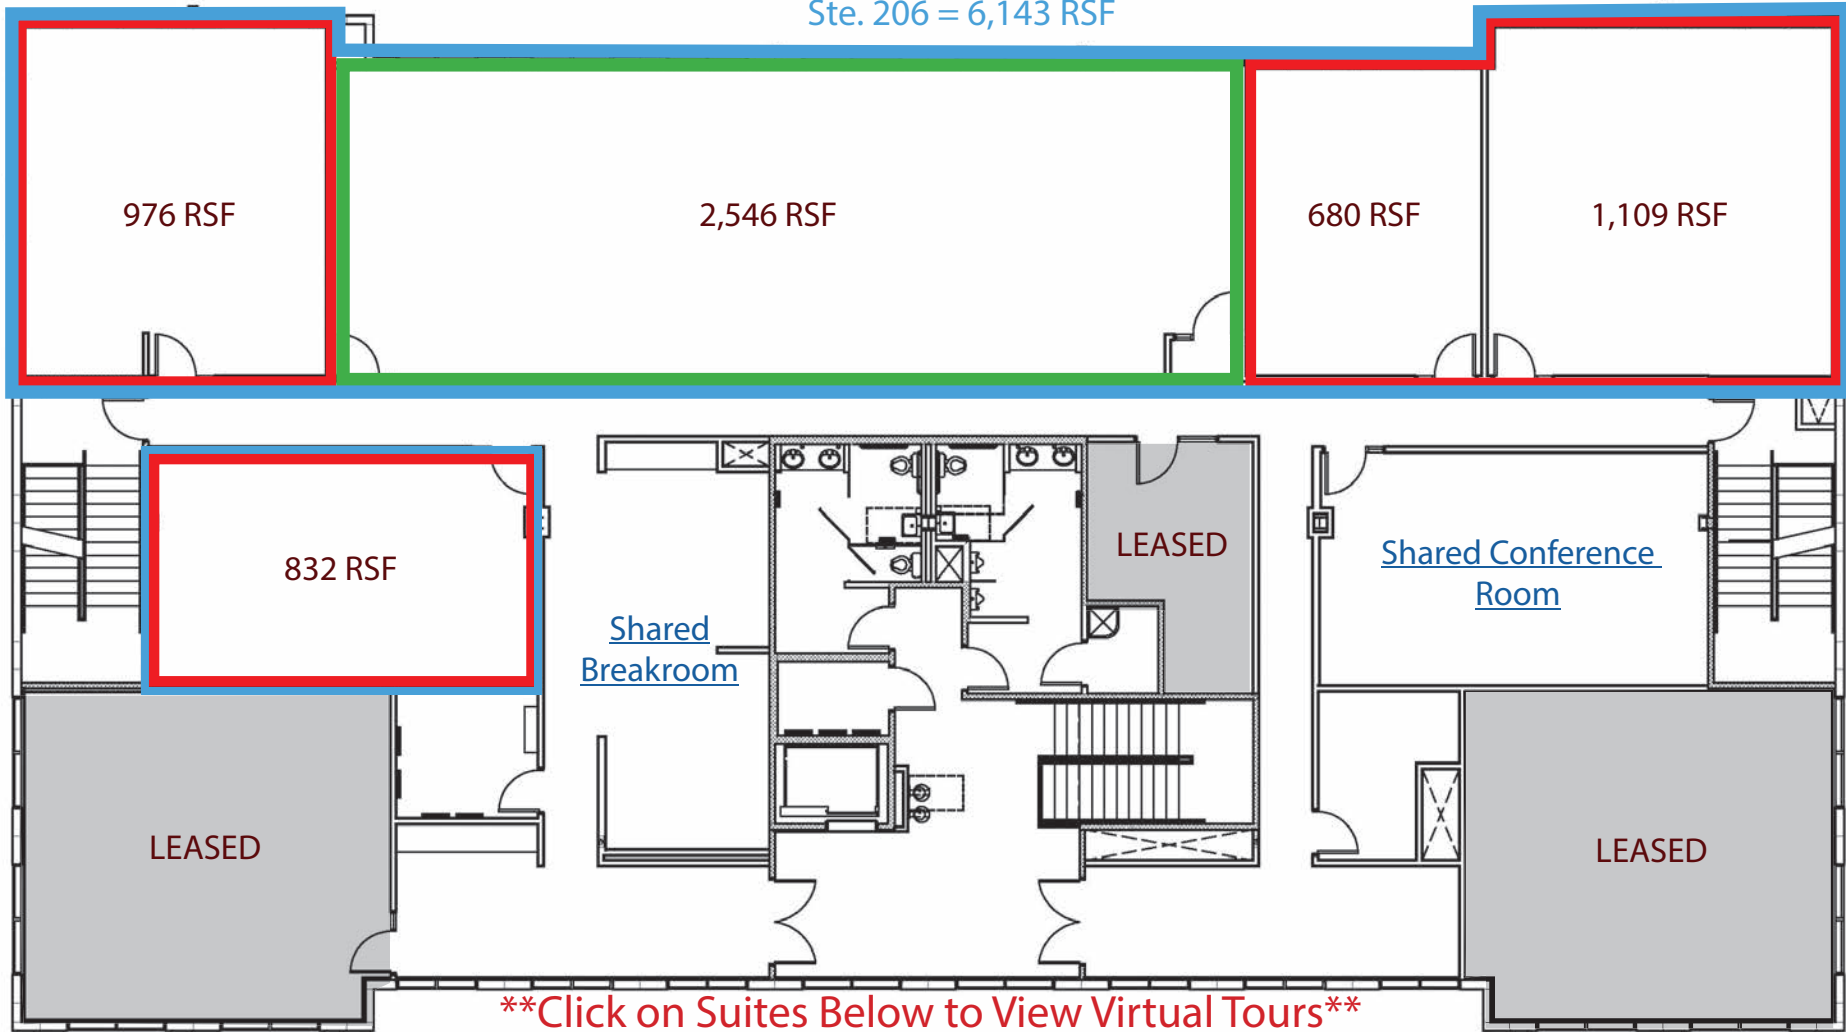 Ste. 206 = 6,143 RSF
976 RSF
2,546 RSF
680 RSF
1,109 RSF
832 RSF
LEASED
Shared Conference
Room
Shared
Breakroom
LEASED
LEASED
**Click on Suites Below to View Virtual Tours**